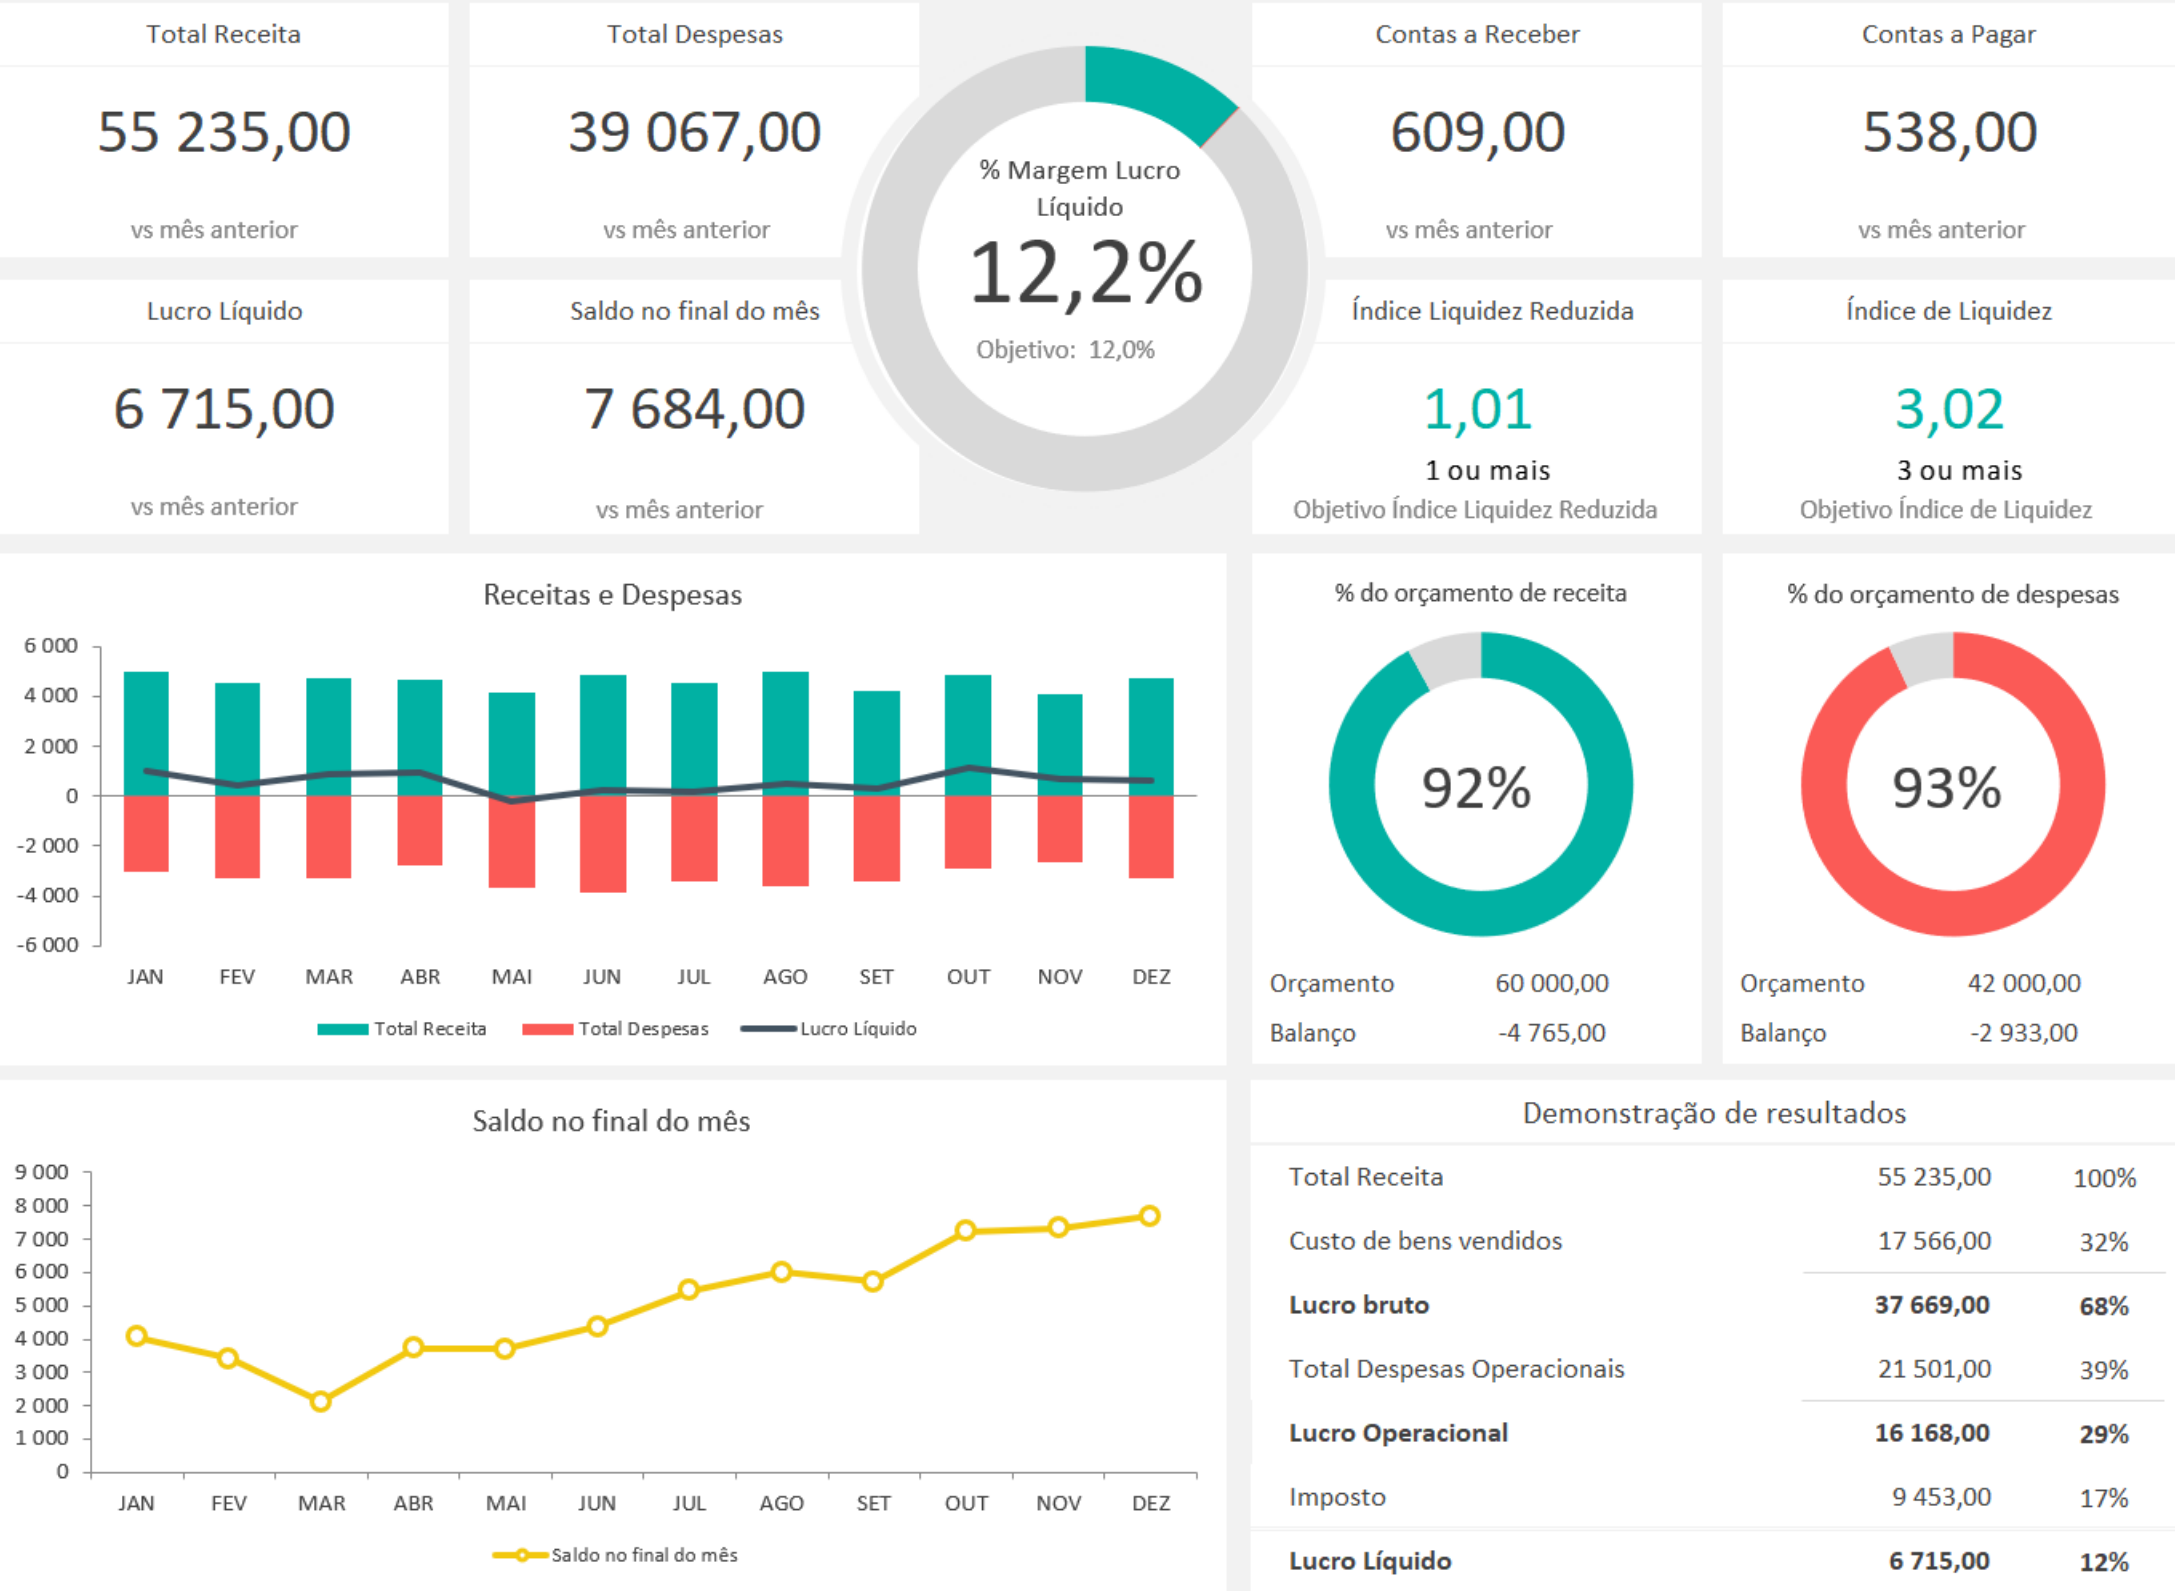 Total Receita
55 235,00
vs mês anterior
Total Despesas
39 067,00
vs mês anterior
% Margem Lucro
Líquido
12,2%
Objetivo: 12,0%
Contas a Receber
609,00
vs mês anterior
Contas a Pagar
538,00
vs mês anterior
Lucro Líquido
6 715,00
vs mês anterior
Saldo no final do mês
7 684,00
vs mês anterior
Índice Liquidez Reduzida
1,01
1 ou mais
Objetivo Índice Liquidez Reduzida
Índice de Liquidez
3,02
3 ou mais
Objetivo Índice de Liquidez
Receitas e Despesas
6 000
4 000
2 000
0
-2 000
-4 000
-6 000
JAN FEV MAR ABR MAI JUN JUL AGO SET OUT NOV DEZ
Total Receita Total Despesas Lucro Líquido
% do orçamento de receita
92%
Orçamento 60 000,00
Balanço -4 765,00
% do orçamento de despesas
93%
Orçamento 42 000,00
Balanço -2 933,00
Saldo no final do mês
9 000
8 000
7 000
6 000
5 000
4 000
3 000
2 000
1 000
0
JAN FEV MAR ABR MAI JUN JUL AGO SET OUT NOV DEZ
Saldo no final do mês
Demonstração de resultados
Total Receita 55 235,00 100%
Custo de bens vendidos 17 566,00 32%
Lucro bruto 37 669,00 68%
Total Despesas Operacionais 21 501,00 39%
Lucro Operacional 16 168,00 29%
Imposto 9 453,00 17%
Lucro Líquido 6 715,00 12%